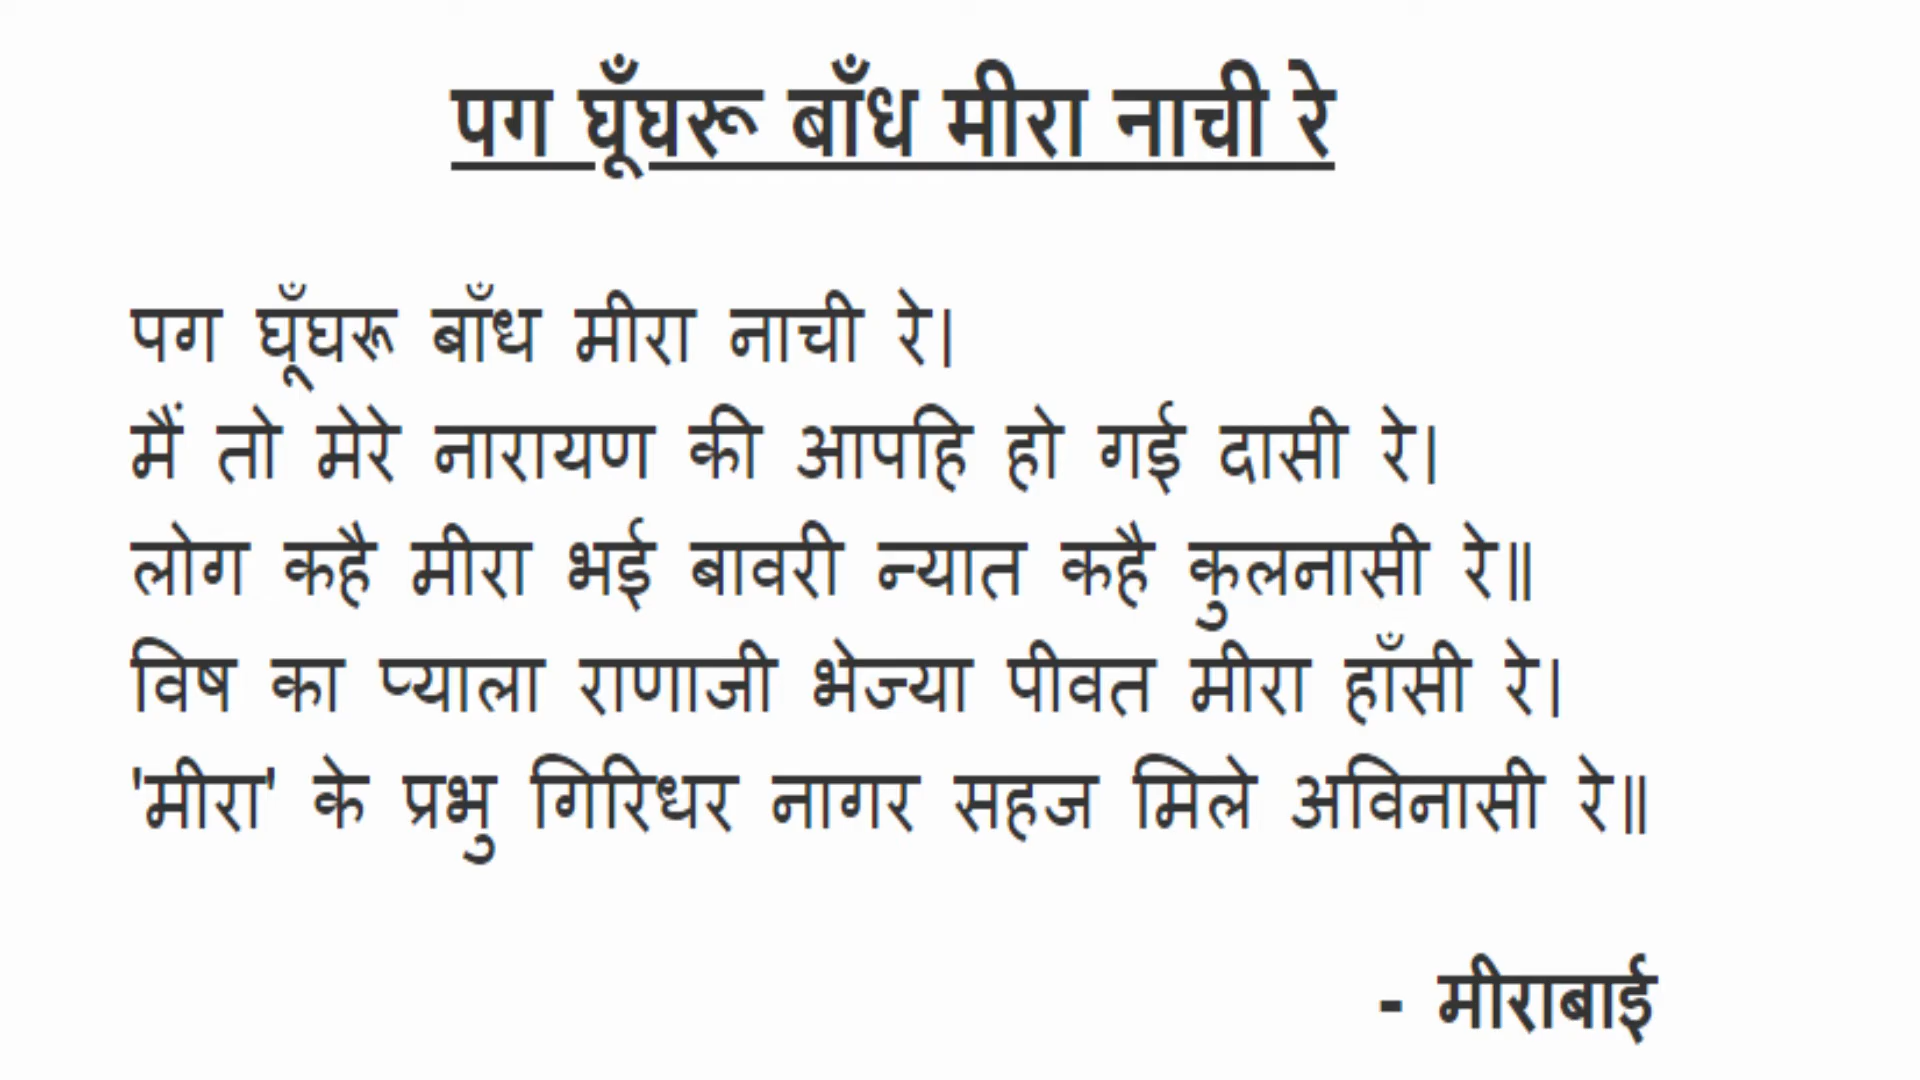 पग घूँघरू बाँध मीरा नाची रे
पग घूँघरू बाँध मीरा नाची रे।
मैं तो मेरे नारायण की आपहि हो गई दासी रे।
लोग कहै मीरा भई बावरी न्यात कहै कुलनासी रे॥
विष का प्याला राणाजी भेज्या पीवत मीरा हाँसी रे।
'मीरा' के प्रभु गिरिधर नागर सहज मिले अविनासी रे॥
- मीराबाई